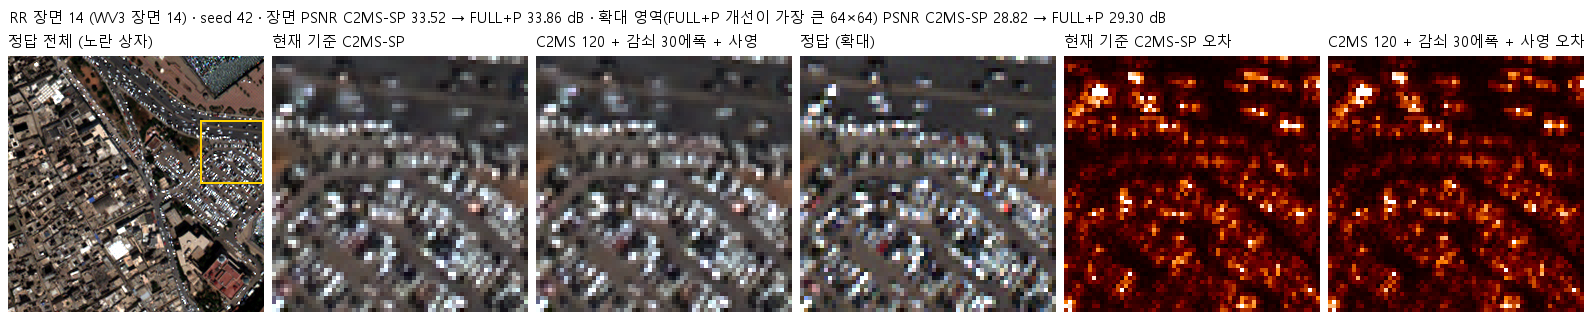 RR 장면 14 (WV3 장면 14) · seed 42 · 장면 PSNR C2MS-SP 33.52 → FULL+P 33.86 dB · 확대 영역(FULL+P 개선이 가장 큰 64×64) PSNR C2MS-SP 28.82 → FULL+P 29.30 dB
정답 전체 (노란 상자)
현재 기준 C2MS-SP
C2MS 120 + 감쇠 30에폭 + 사영
정답 (확대)
현재 기준 C2MS-SP 오차
C2MS 120 + 감쇠 30에폭 + 사영 오차